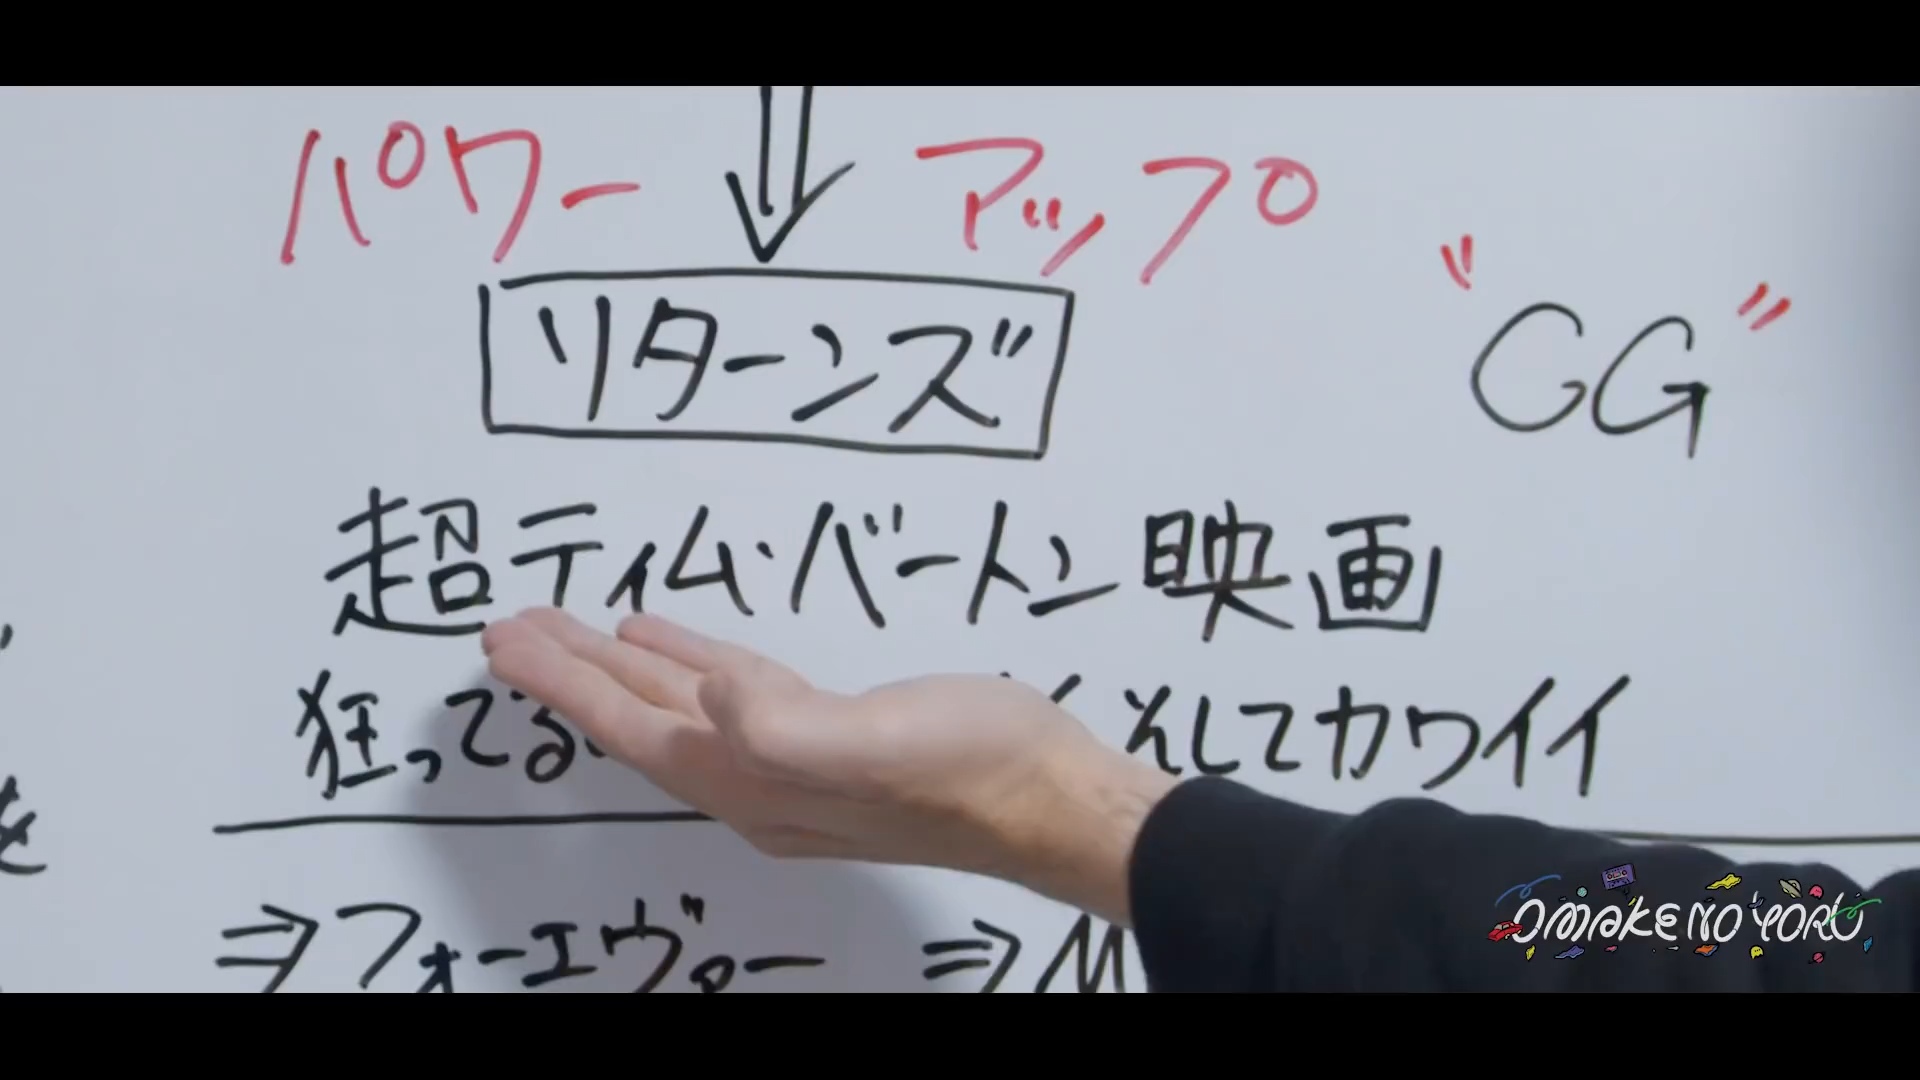 パワーアップ
リターンズ
"CG"
超ティム・バートン映画
狂ってる
そしてカワイイ
を
⇒フォーエヴァー ⇒M
OMAKE NO YORU